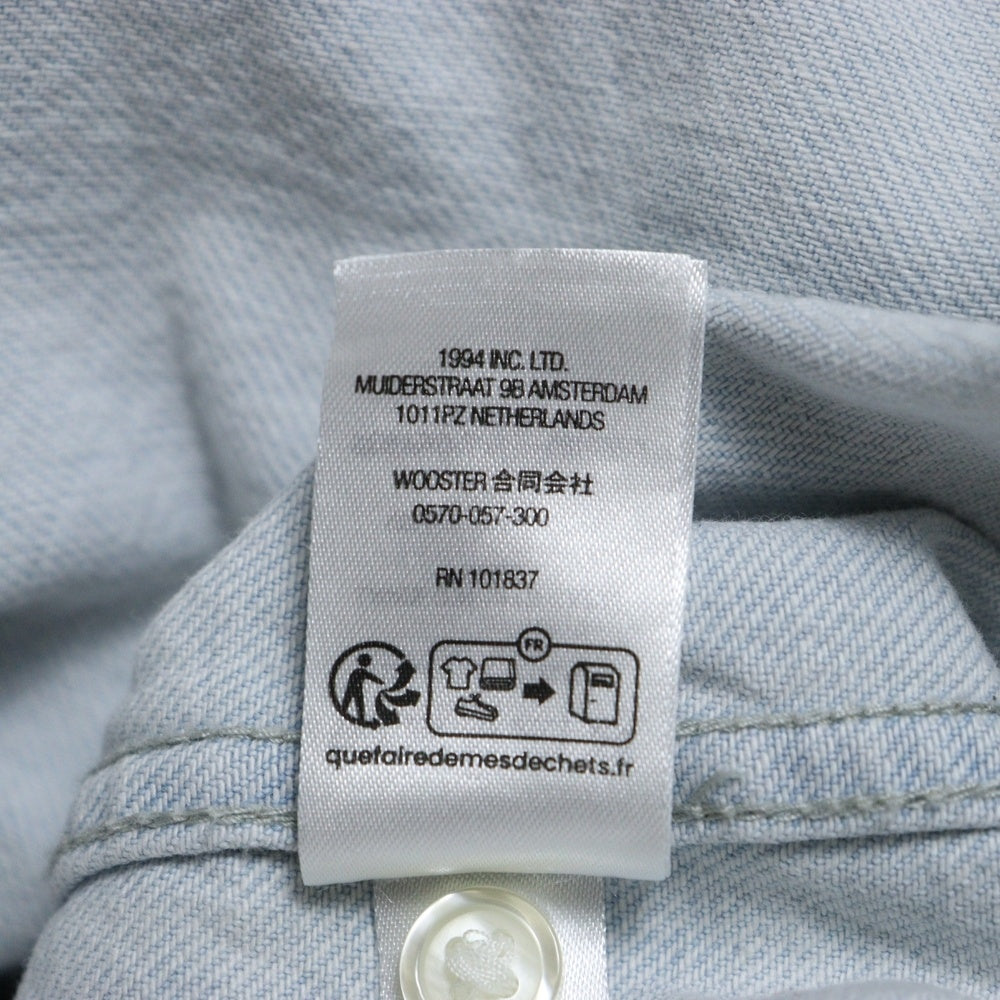 1994 INC. LTD.
MUIDERSTRAAT 9B AMSTERDAM
1011PZ NETHERLANDS
WOOSTER 合同会社
0570-057-300
RN 101837
FR
quefairedemesdechets.fr